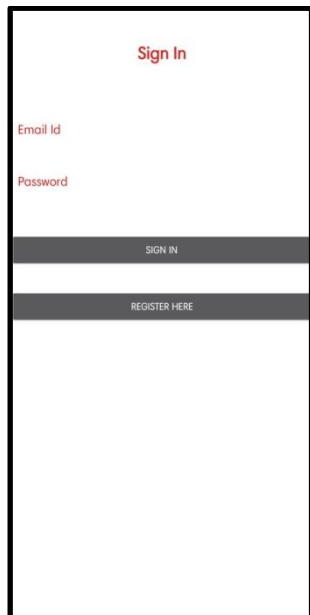 Sign In
Email Id
Password
SIGN IN
REGISTER HERE